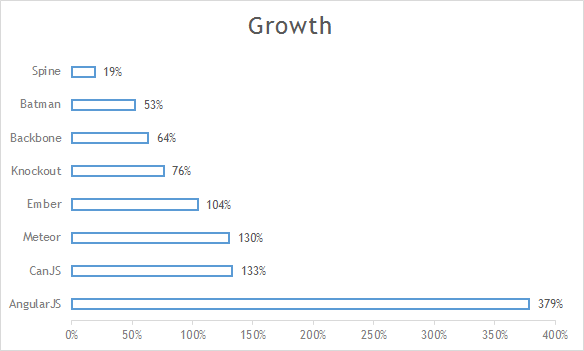 Growth
Spine 19%
Batman 53%
Backbone 64%
Knockout 76%
Ember 104%
Meteor 130%
CanJS 133%
AngularJS 379%
0% 50% 100% 150% 200% 250% 300% 350% 400%